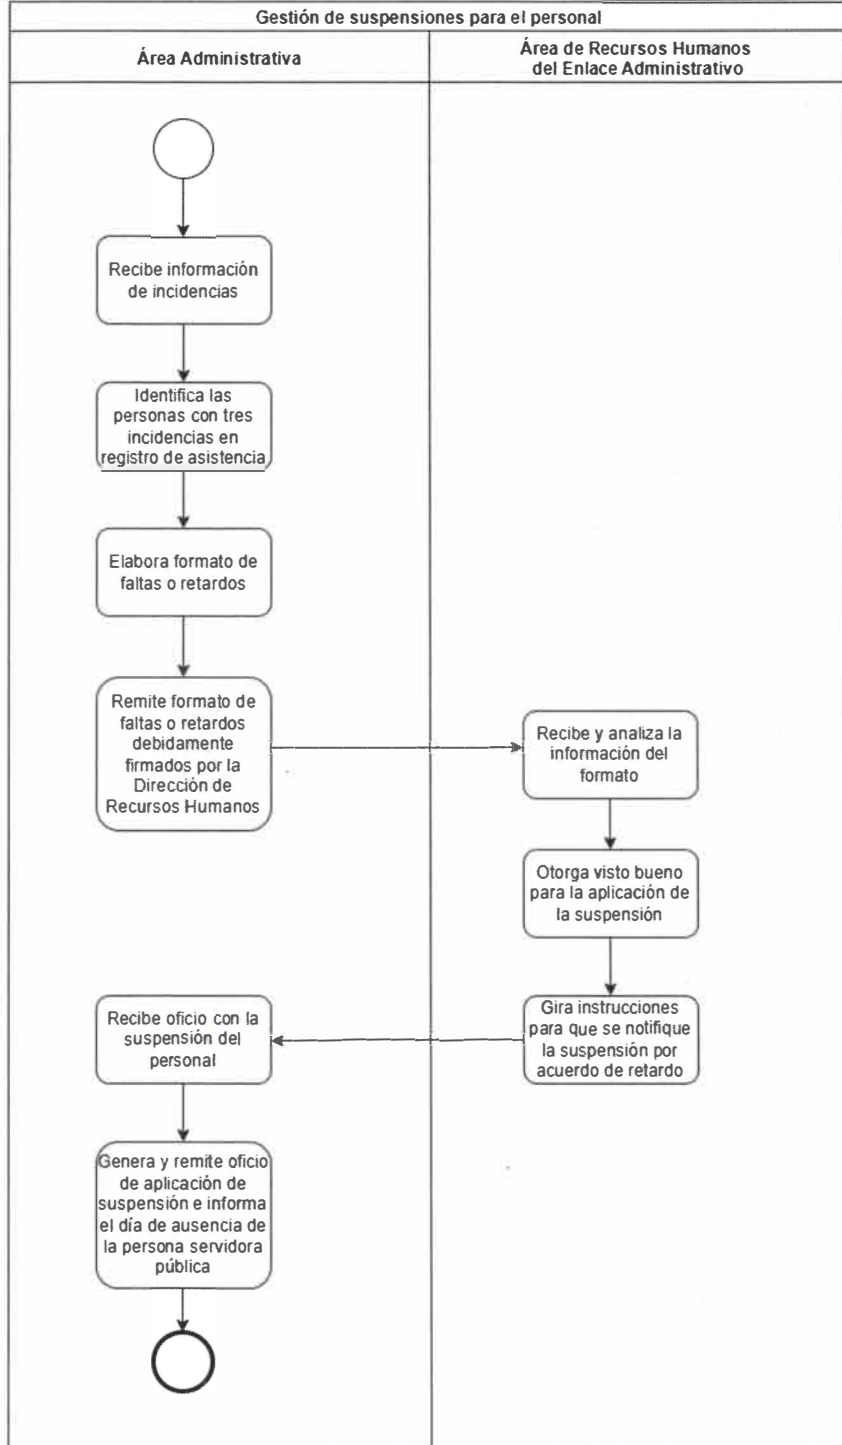 Gestión de suspensiones para el personal
Área Administrativa
Área de Recursos Humanos
del Enlace Administrativo
Recibe información
de incidencias
Identifica las
personas con tres
incidencias en
registro de asistencia
Elabora formato de
faltas o retardos
Remite formato de
faltas o retardos
debidamente
firmados por la
Dirección de
Recursos Humanos
Recibe y analiza la
información del
formato
Otorga visto bueno
para la aplicación de
la suspensión
Gira instrucciones
para que se notifique
la suspensión por
acuerdo de retardo
Recibe oficio con la
suspensión del
personal
Genera y remite oficio
de aplicación de
suspensión e informa
el día de ausencia de
la persona servidora
pública